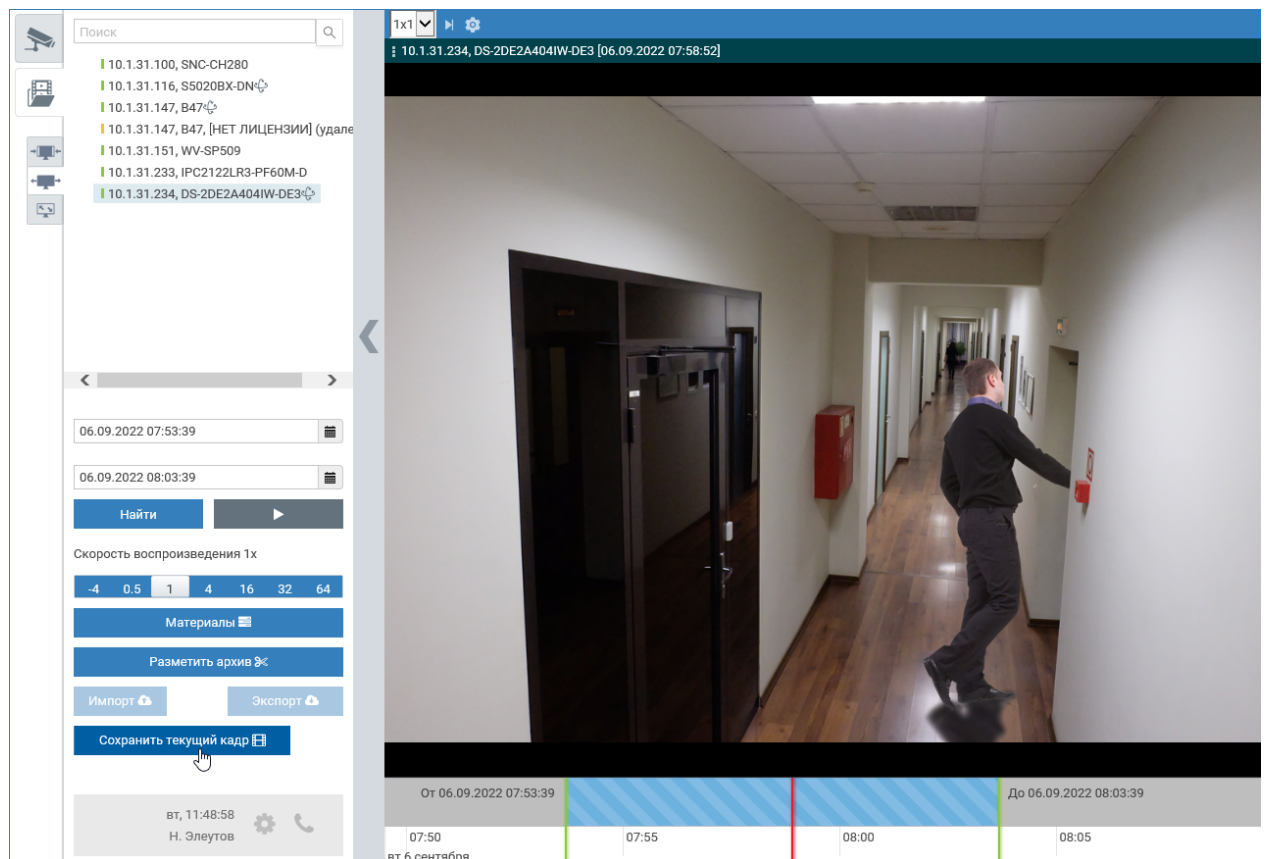 Поиск
10.1.31.100, SNC-CH280
10.1.31.116, S5020BX-DN
10.1.31.147, B47
10.1.31.147, B47, [НЕТ ЛИЦЕНЗИИ] (удале
10.1.31.151, WV-SP509
10.1.31.233, IPC2122LR3-PF60M-D
10.1.31.234, DS-2DE2A404IW-DE3
06.09.2022 07:53:39
06.09.2022 08:03:39
Найти
Скорость воспроизведения 1x
-4 0.5 1 4 16 32 64
Материалы
Разметить архив
Импорт Экспорт
Сохранить текущий кадр
вт, 11:48:58
Н. Элеутов
1x1
10.1.31.234, DS-2DE2A404IW-DE3 [06.09.2022 07:58:52]
От 06.09.2022 07:53:39 До 06.09.2022 08:03:39
07:50 07:55 08:00 08:05
вт 6 сентября